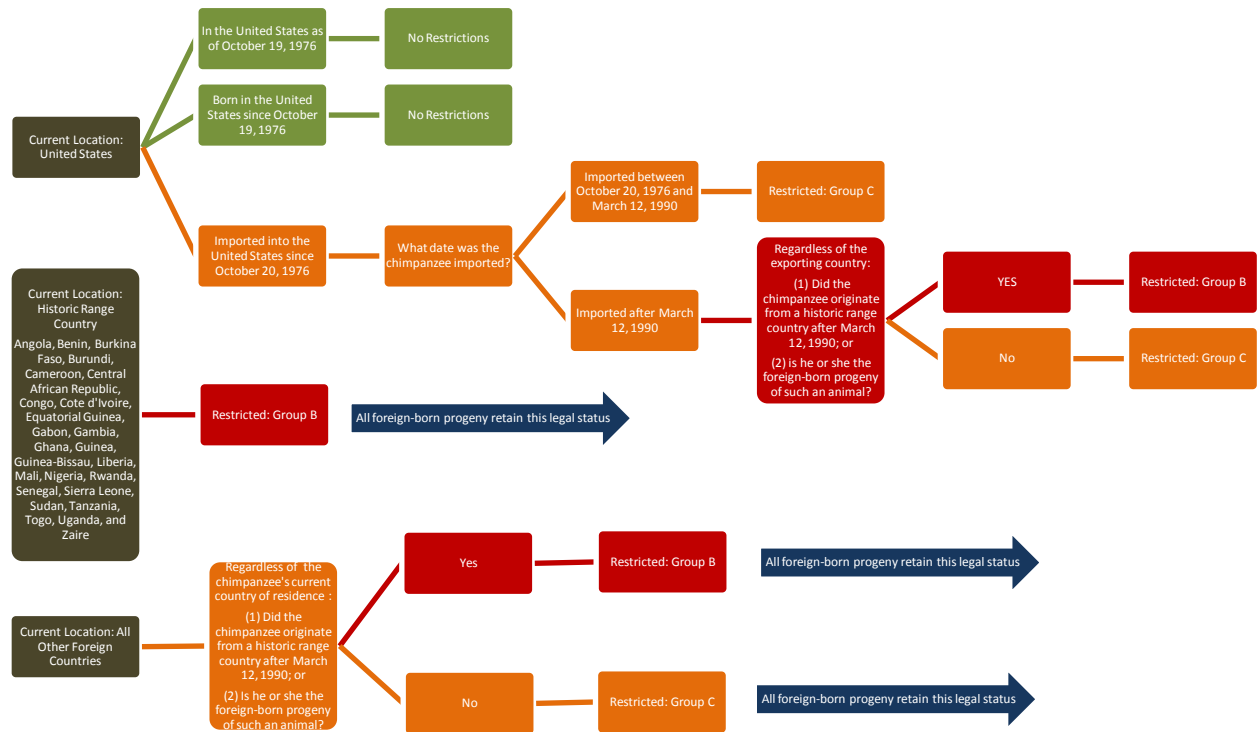 In the United States as
of October 19, 1976
No Restrictions
Born in the United
States since October
19, 1976
No Restrictions
Current Location:
United States
Imported between
October 20, 1976 and
March 12, 1990
Restricted: Group C
Imported into the
United States since
October 20, 1976
What date was the
chimpanzee imported?
Imported after March
12, 1990
Regardless of the
exporting country:
(1) Did the
chimpanzee originate
from a historic range
country after March
12, 1990; or
(2) is he or she the
foreign-born progeny
of such an animal?
YES
Restricted: Group B
No
Restricted: Group C
Current Location:
Historic Range
Country
Angola, Benin, Burkina
Faso, Burundi,
Cameroon, Central
African Republic,
Congo, Cote d'Ivoire,
Equatorial Guinea,
Gabon, Gambia,
Ghana, Guinea,
Guinea-Bissau, Liberia,
Mali, Nigeria, Rwanda,
Senegal, Sierra Leone,
Sudan, Tanzania,
Togo, Uganda, and
Zaire
Restricted: Group B
All foreign-born progeny retain this legal status
Current Location: All
Other Foreign
Countries
Regardless of the
chimpanzee's current
country of residence :
(1) Did the
chimpanzee originate
from a historic range
country after March
12, 1990; or
(2) Is he or she the
foreign-born progeny
of such an animal?
Yes
Restricted: Group B
All foreign-born progeny retain this legal status
No
Restricted: Group C
All foreign-born progeny retain this legal status